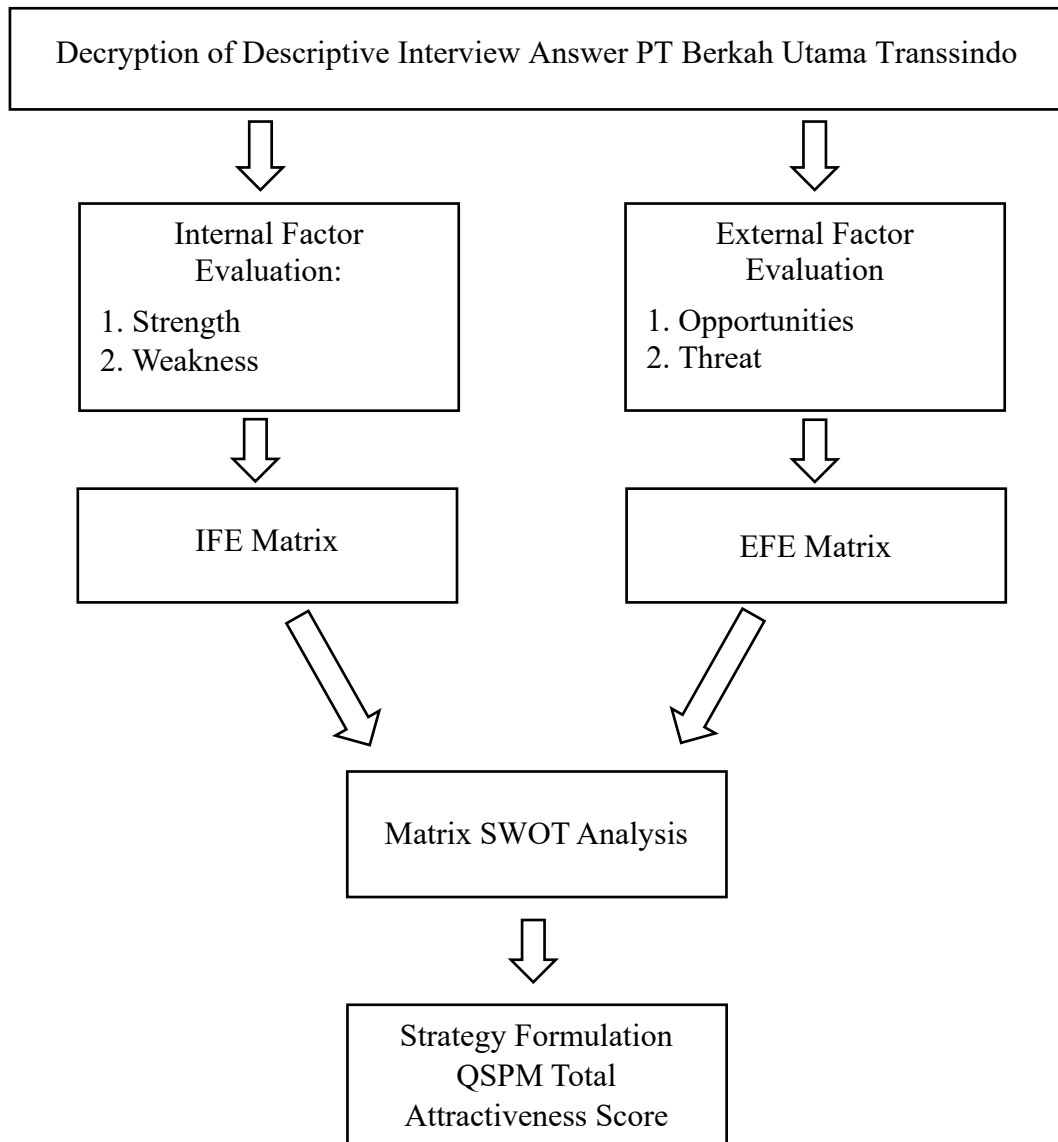 Decryption of Descriptive Interview Answer PT Berkah Utama Transsindo
Internal Factor
Evaluation:
1. Strength
2. Weakness
External Factor
Evaluation
1. Opportunities
2. Threat
IFE Matrix
EFE Matrix
Matrix SWOT Analysis
Strategy Formulation
QSPM Total
Attractiveness Score